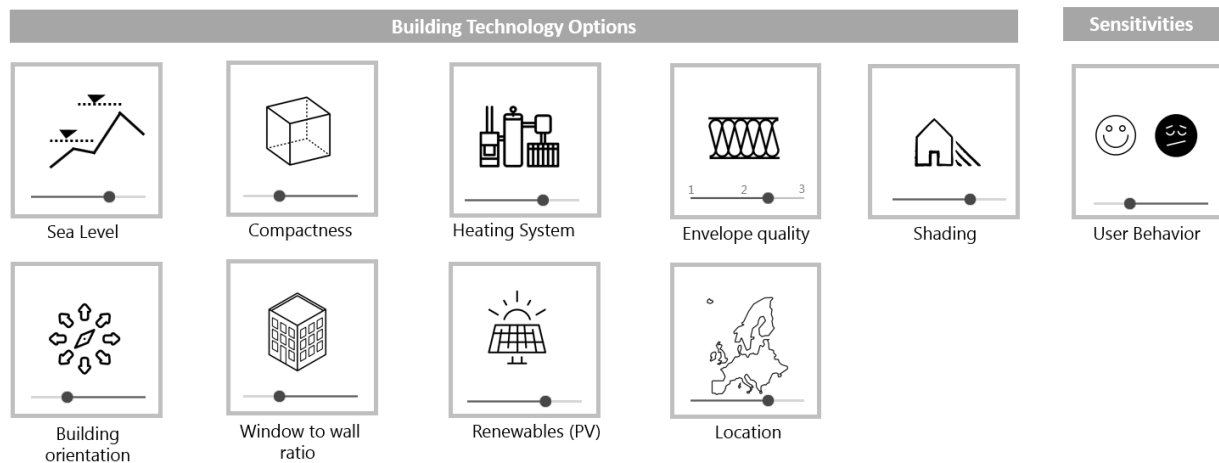 Building Technology Options
Sensitivities
Sea Level
Compactness
Heating System
1 2 3
Envelope quality
Shading
User Behavior
Building
orientation
Window to wall
ratio
Renewables (PV)
Location